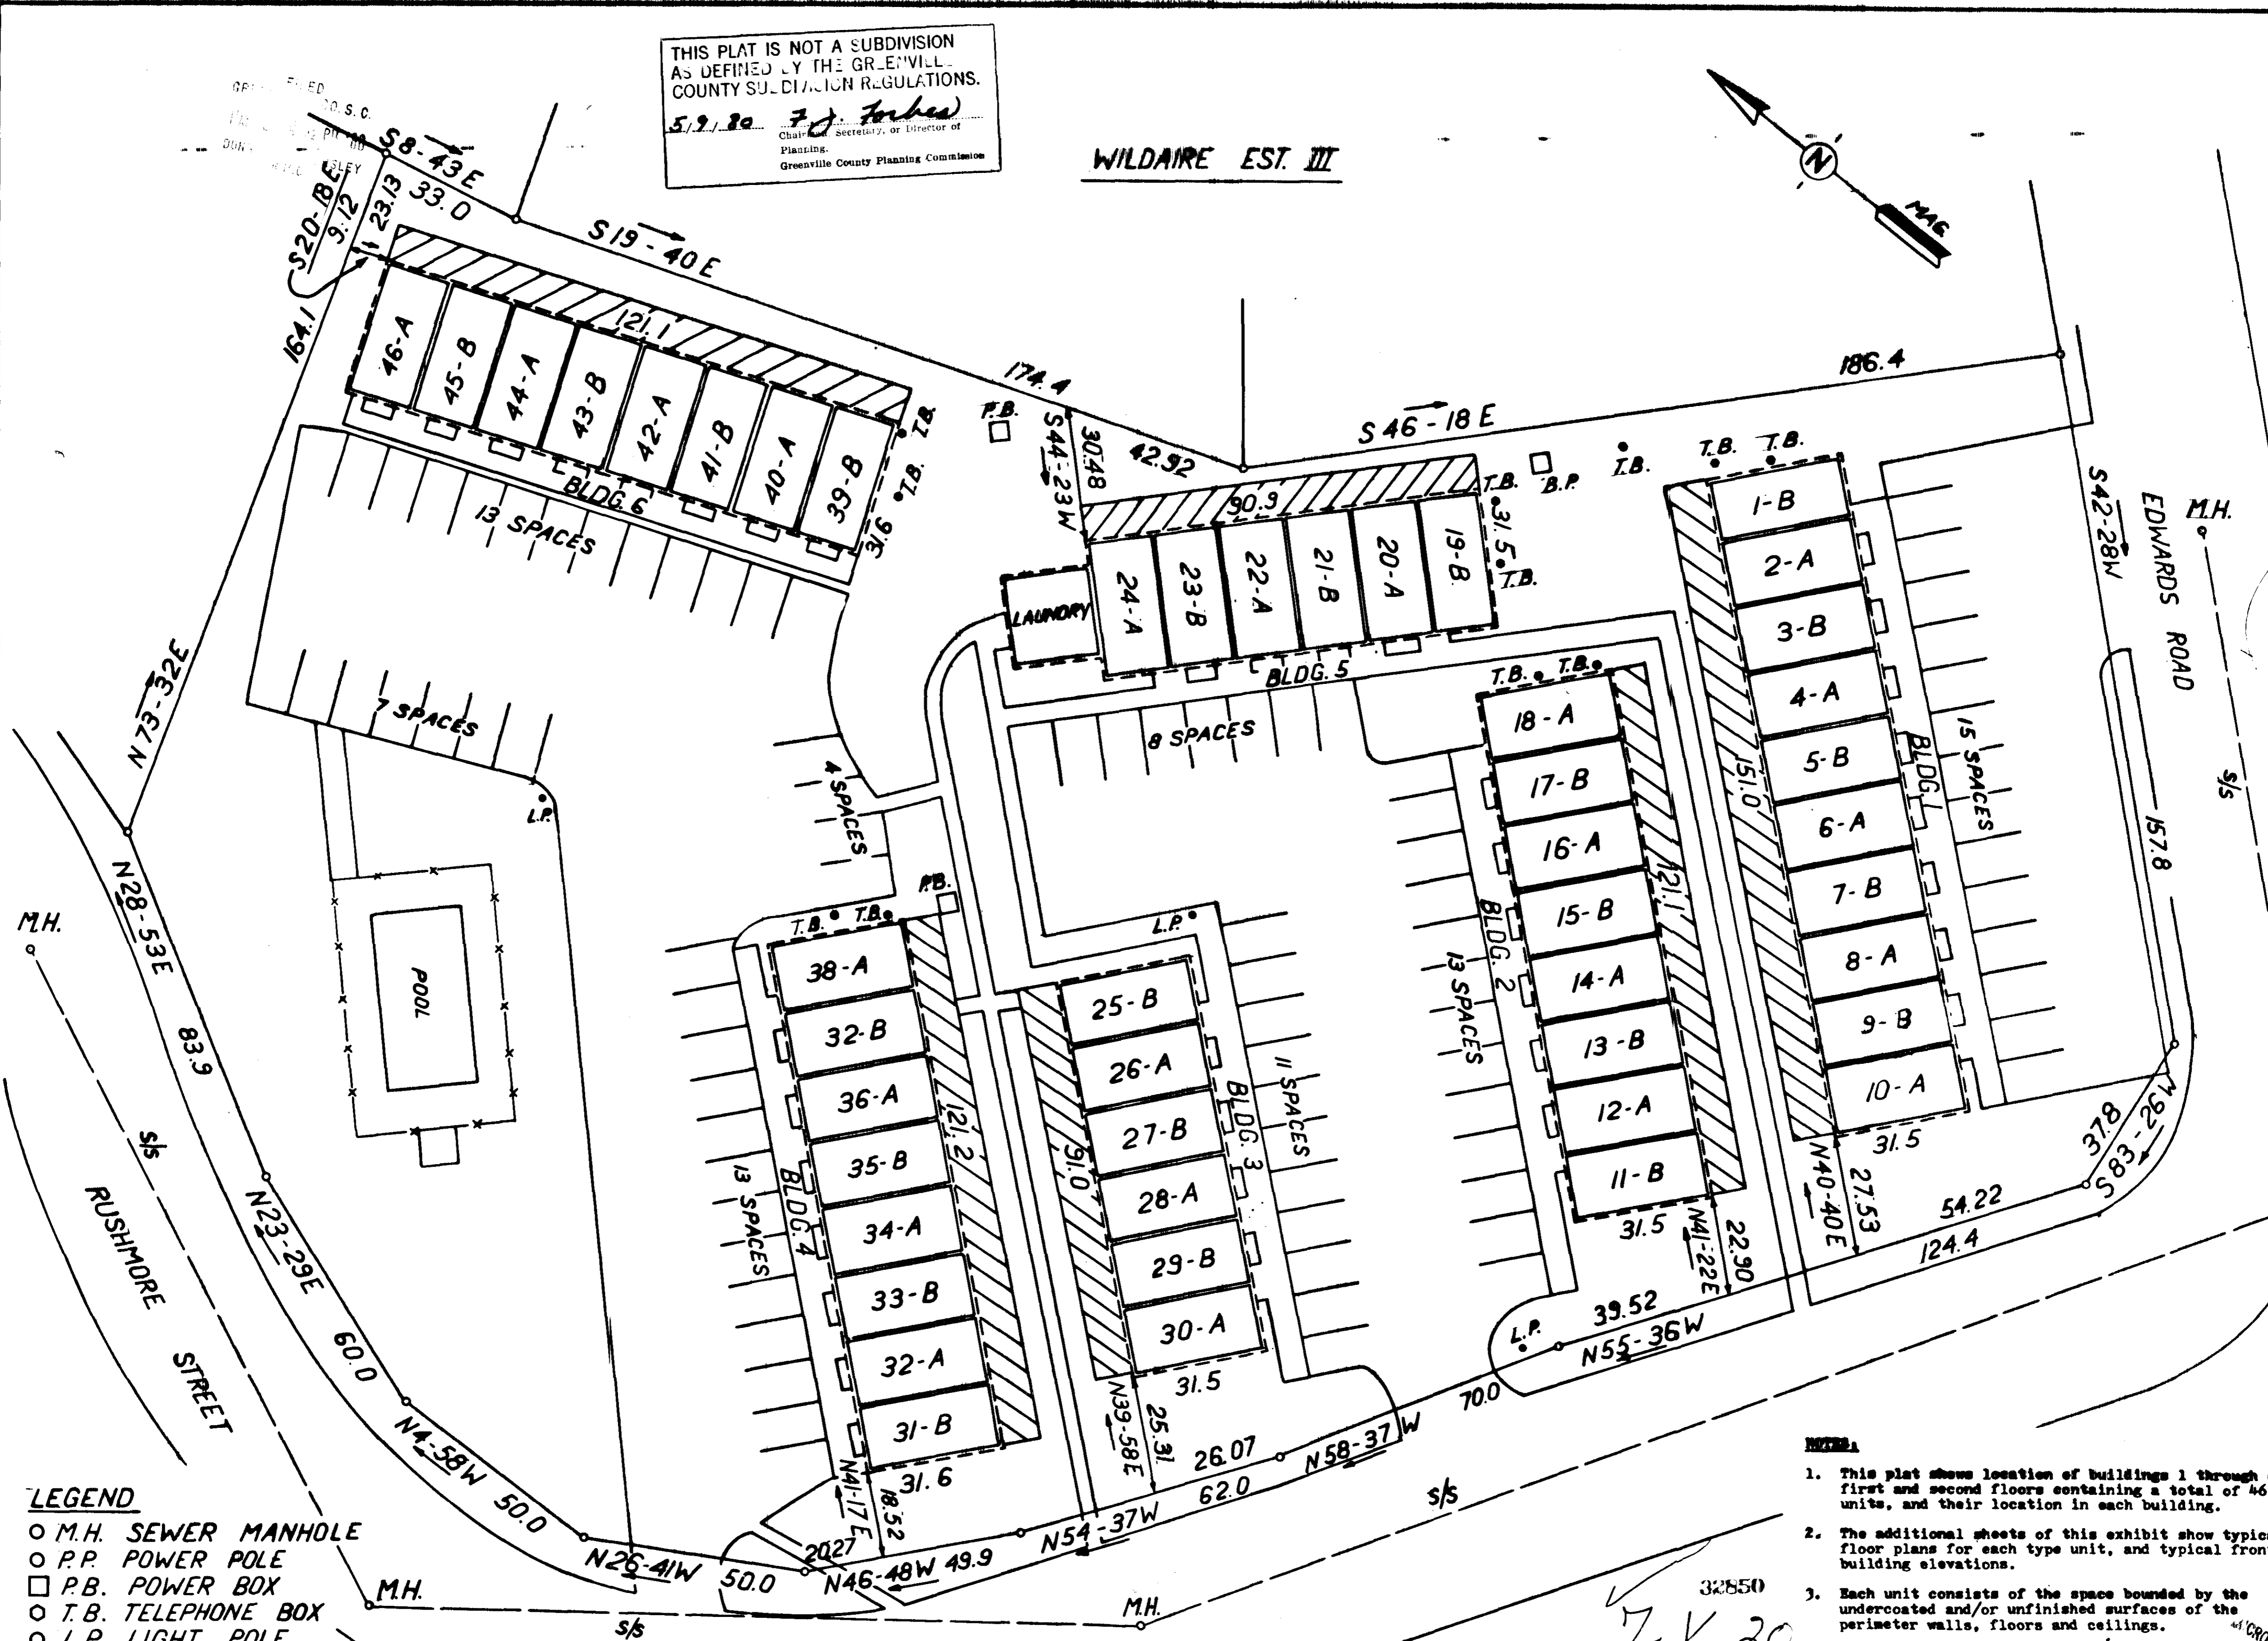 THIS PLAT IS NOT A SUBDIVISION
AS DEFINED BY THE GREENVILLE
COUNTY SUBDIVISION REGULATIONS.
5/9/80 F. J. Forbes
Chairman, Secretary, or Director of
Planning.
Greenville County Planning Commission
WILDAIRE EST. III
N
MAG.
S8-43E
33.0
S20-18E
9.12
23.13
164.1
N73-32E
S19-40E
174.4
42.92
S44-23W
30.48
S46-18E
186.4
S42-28W
157.8
EDWARDS ROAD
M.H.
S/S
121.1
46-A
45-B
44-A
43-B
42-A
41-B
40-A
39-B
BLDG. 6
31.6
T.B.
T.B.
13 SPACES
7 SPACES
P.B.
LAUNDRY
90.9
24-A
23-B
22-A
21-B
20-A
19-B
BLDG. 5
31.5
T.B.
T.B.
B.P.
T.B.
T.B.
T.B.
8 SPACES
4 SPACES
1-B
2-A
3-B
4-A
5-B
6-A
7-B
8-A
9-B
10-A
151.0
BLDG. 1
15 SPACES
31.5
N40-40E
27.53
T.B.
T.B.
18-A
17-B
16-A
15-B
14-A
13-B
12-A
11-B
121.1
BLDG. 2
13 SPACES
31.5
N41-22E
22.90
L.P.
25-B
26-A
27-B
28-A
29-B
30-A
91.0
BLDG. 3
11 SPACES
31.5
N39-58E
25.31
P.B.
T.B.
T.B.
38-A
32-B
36-A
35-B
34-A
33-B
32-A
31-B
121.2
BLDG. 4
13 SPACES
31.6
N41-17E
18.52
L.P.
POOL
M.H.
S/S
RUSHMORE STREET
N28-53E
83.9
N23-29E
60.0
N4-58W 50.0
N26-41W 50.0
20.27
N46-48W 49.9
N54-37W
62.0
26.07
N58-37W
70.0
L.P.
39.52
N55-36W
54.22
124.4
37.8
S83-26W
M.H.
S/S
M.H.
S/S
LEGEND
M.H. SEWER MANHOLE
P.P. POWER POLE
P.B. POWER BOX
T.B. TELEPHONE BOX
L.P. LIGHT POLE
32850
NOTES:
1. This plat shows location of buildings 1 through
first and second floors containing a total of 46
units, and their location in each building.
2. The additional sheets of this exhibit show typic
floor plans for each type unit, and typical front
building elevations.
3. Each unit consists of the space bounded by the
undercoated and/or unfinished surfaces of the
perimeter walls, floors and ceilings.